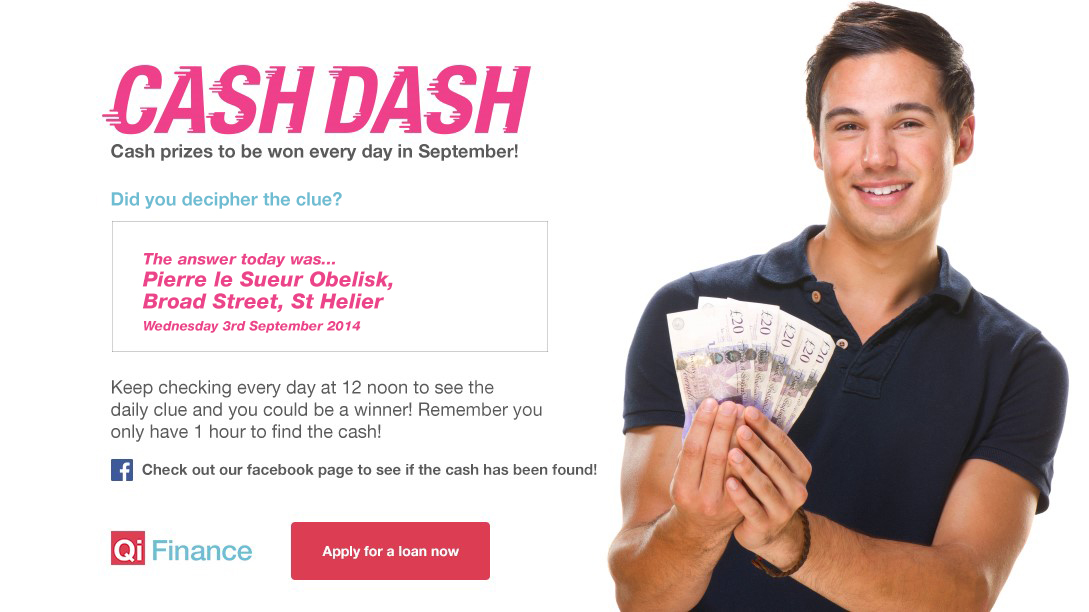 CASH DASH
Cash prizes to be won every day in September!
Did you decipher the clue?
The answer today was...
Pierre le Sueur Obelisk,
Broad Street, St Helier
Wednesday 3rd September 2014
Keep checking every day at 12 noon to see the
daily clue and you could be a winner! Remember you
only have 1 hour to find the cash!
Check out our facebook page to see if the cash has been found!
Qi Finance
Apply for a loan now
£20
£20
£20
£20